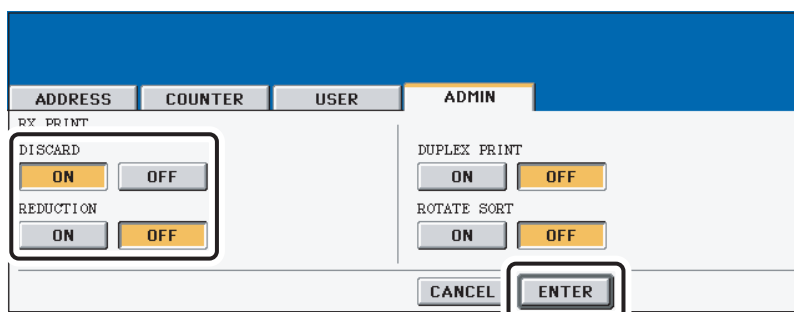 ADDRESS COUNTER USER ADMIN
RX PRINT
DISCARD DUPLEX PRINT
ON OFF ON OFF
REDUCTION ROTATE SORT
ON OFF ON OFF
CANCEL ENTER